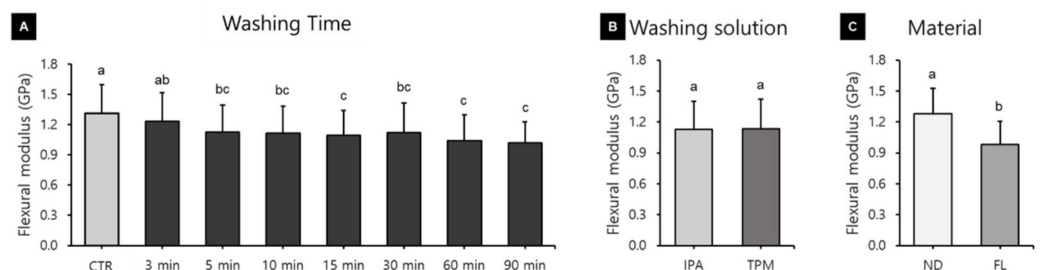 A Washing Time
Flexural modulus (GPa)
1.8
1.5
1.2
0.9
0.6
0.3
0.0
a ab bc bc c bc c c
CTR 3 min 5 min 10 min 15 min 30 min 60 min 90 min
B Washing solution
Flexural modulus (GPa)
1.8
1.5
1.2
0.9
0.6
0.3
0.0
a a
IPA TPM
C Material
Flexural modulus (GPa)
1.8
1.5
1.2
0.9
0.6
0.3
0.0
a b
ND FL